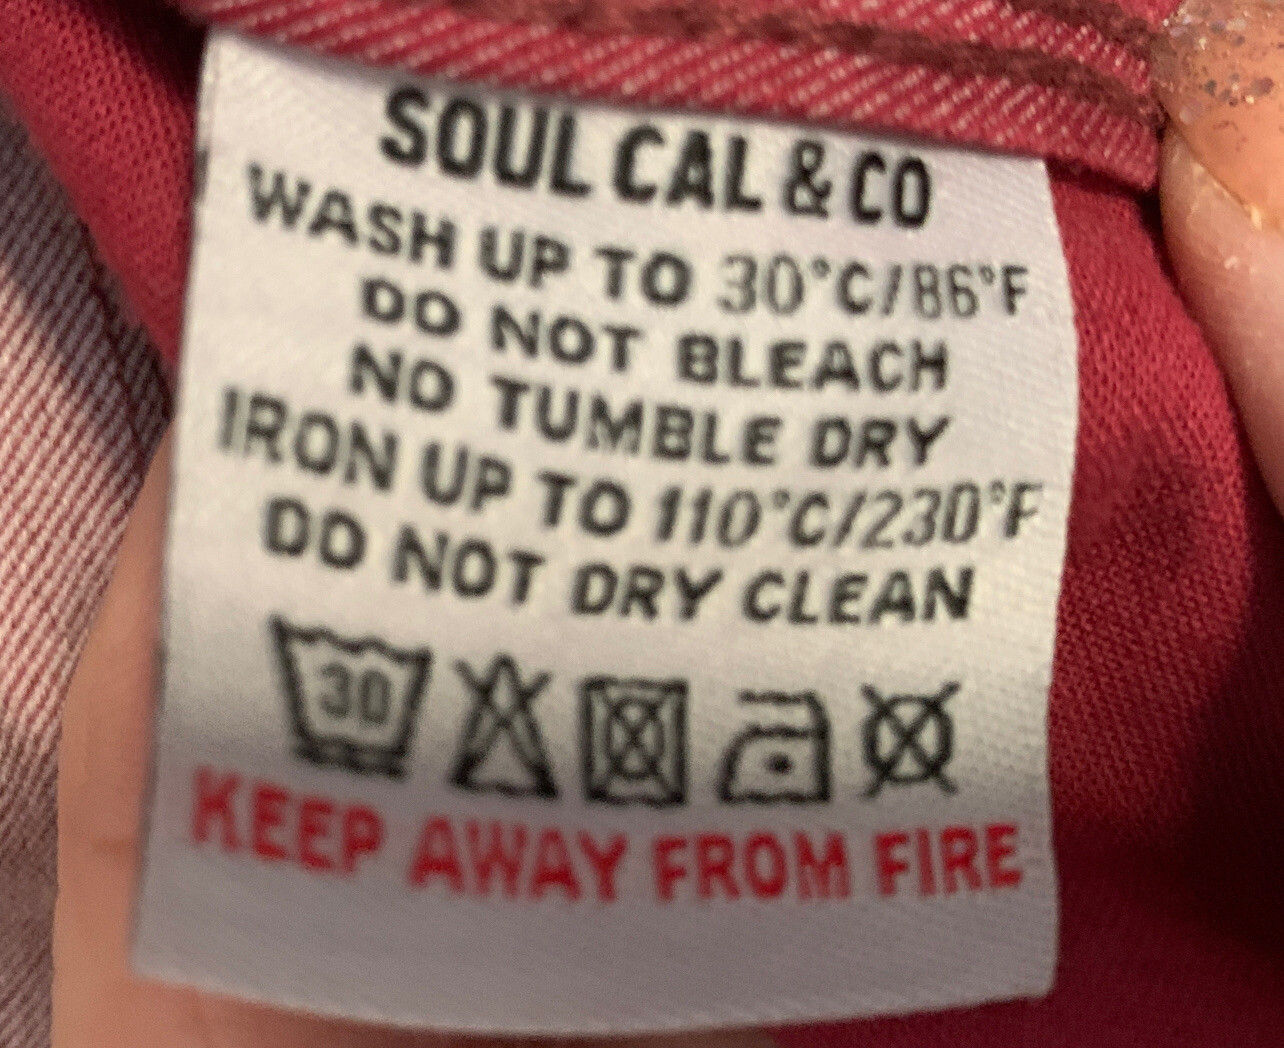 SOUL CAL & CO
WASH UP TO 30°C/86°F
DO NOT BLEACH
NO TUMBLE DRY
IRON UP TO 110°C/230°F
DO NOT DRY CLEAN
30
KEEP AWAY FROM FIRE